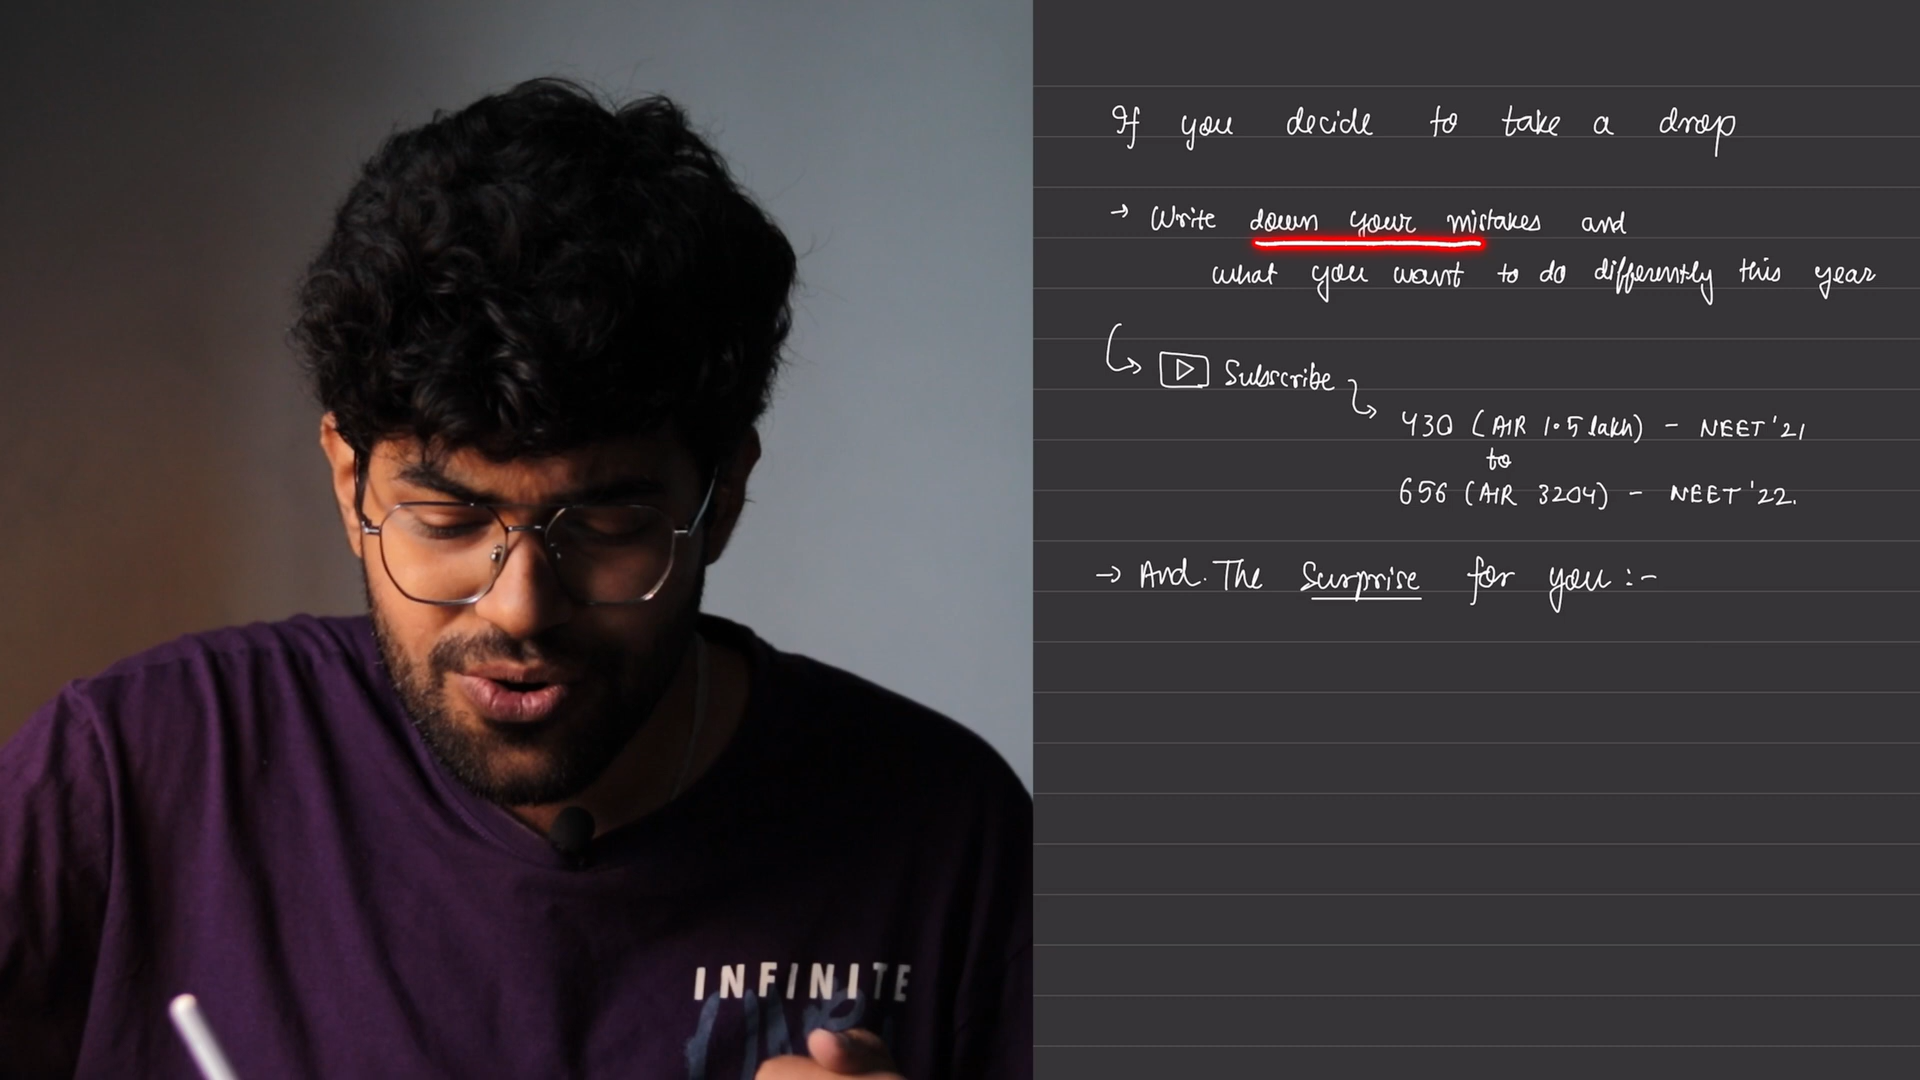 If you decide to take a drop
→ Write down your mistakes and
what you want to do differently this year
Subscribe
430 (AIR 1.5 lakh) - NEET '21
to
656 (AIR 3204) - NEET '22.
→ And. The Surprise for you :-
INFINITE